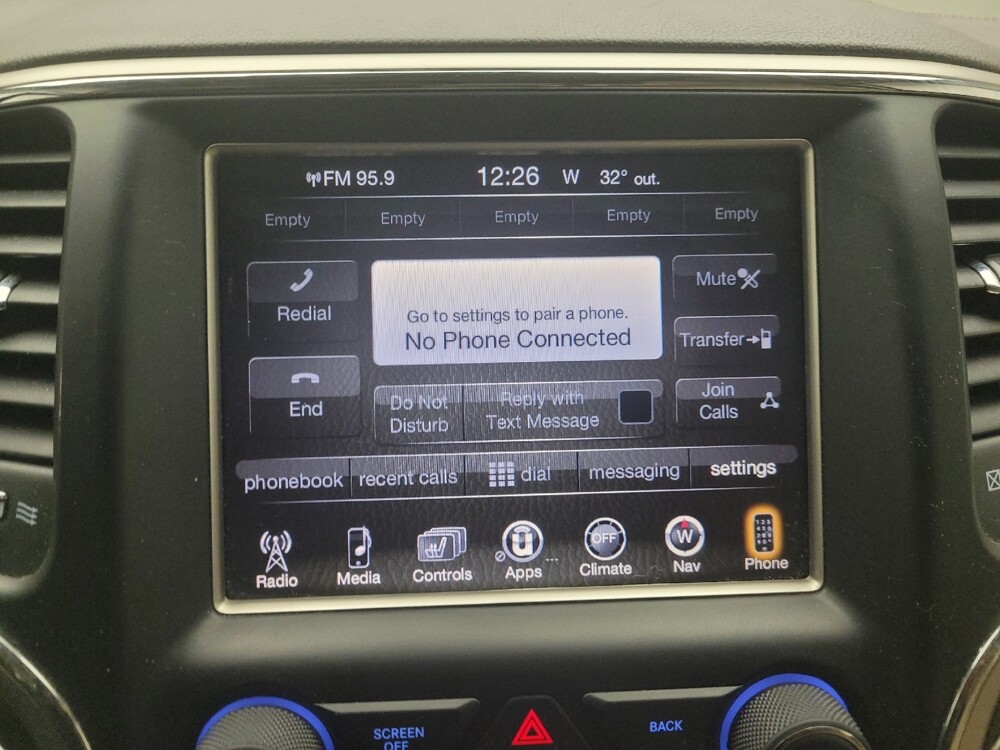 FM 95.9 12:26 W 32° out.
Empty Empty Empty Empty Empty
Redial
Go to settings to pair a phone.
No Phone Connected
Mute
Transfer
End
Do Not
Disturb
Reply with
Text Message
Join
Calls
phonebook recent calls dial messaging settings
OFF
W
Radio Media Controls Apps Climate Nav Phone
SCREEN
OFF
BACK